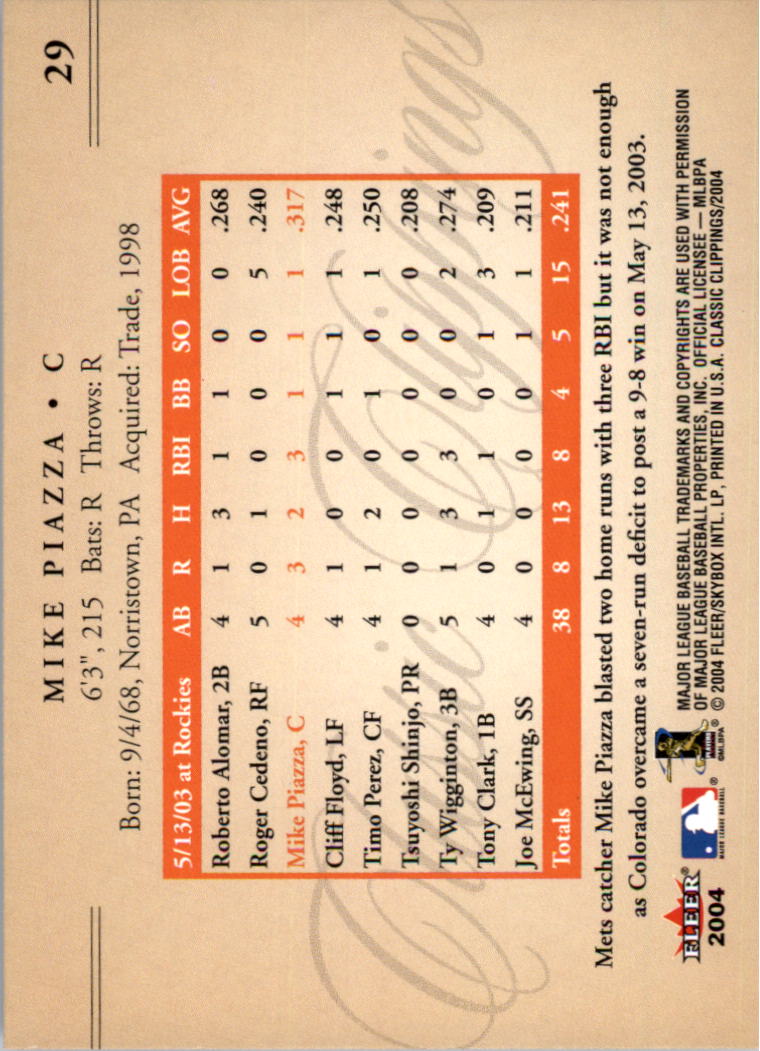 29
MIKE PIAZZA • C
6'3", 215 Bats: R Throws: R
Born: 9/4/68, Norristown, PA Acquired: Trade, 1998
5/13/03 at Rockies AB R H RBI BB SO LOB AVG
Roberto Alomar, 2B 4 1 3 1 1 0 0 .268
Roger Cedeno, RF 5 0 1 0 0 0 5 .240
Mike Piazza, C 4 3 2 3 1 1 1 .317
Cliff Floyd, LF 4 1 0 0 1 1 1 .248
Timo Perez, CF 4 1 2 0 1 0 1 .250
Tsuyoshi Shinjo, PR 0 0 0 0 0 0 0 .208
Ty Wigginton, 3B 5 1 3 3 0 0 2 .274
Tony Clark, 1B 4 0 1 1 0 1 3 .209
Joe McEwing, SS 4 0 0 0 0 1 1 .211
Totals 38 8 13 8 4 5 15 .241
Classic Clippings
Mets catcher Mike Piazza blasted two home runs with three RBI but it was not enough
as Colorado overcame a seven-run deficit to post a 9-8 win on May 13, 2003.
FLEER®
2004
MAJOR LEAGUE BASEBALL®
PLAYERS
©MLBPA
MAJOR LEAGUE BASEBALL TRADEMARKS AND COPYRIGHTS ARE USED WITH PERMISSION
OF MAJOR LEAGUE BASEBALL PROPERTIES, INC. OFFICIAL LICENSEE — MLBPA
® © 2004 FLEER/SKYBOX INTL. LP, PRINTED IN U.S.A. CLASSIC CLIPPINGS/2004